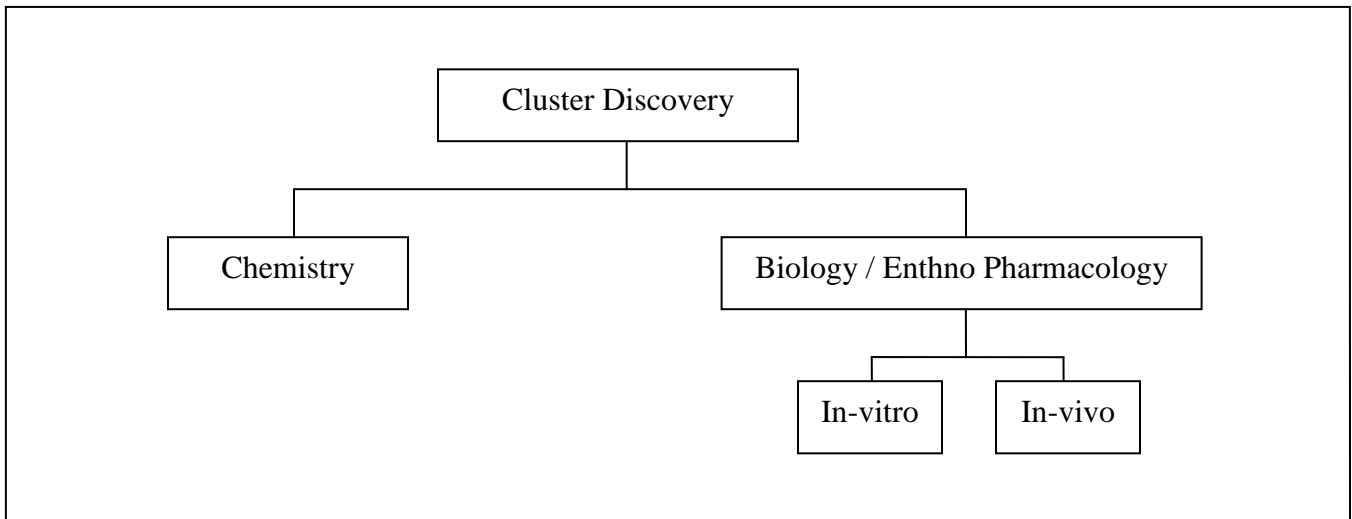 Cluster Discovery
Chemistry
Biology / Enthno Pharmacology
In-vitro
In-vivo